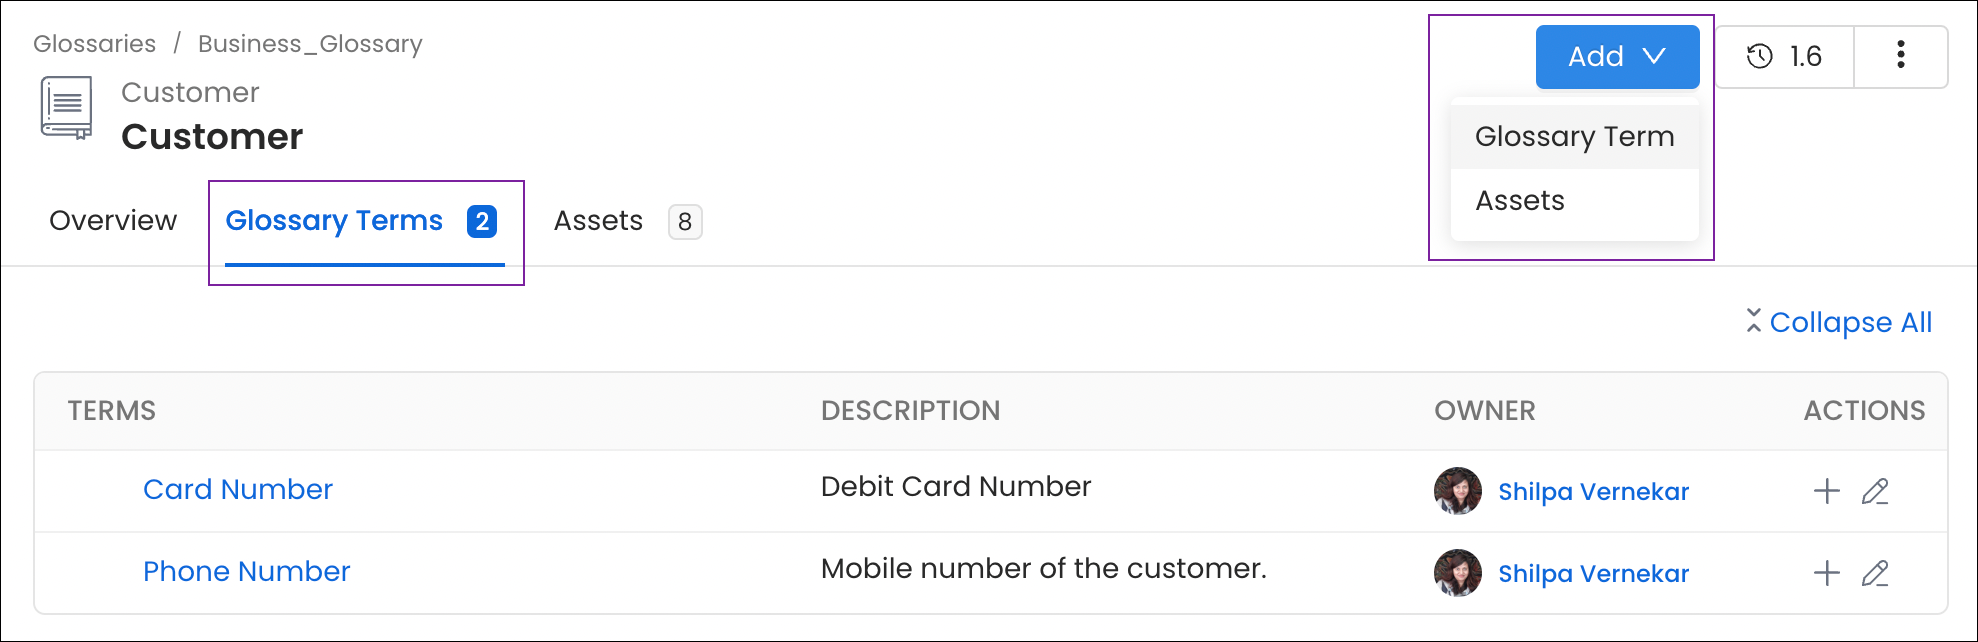 Glossaries / Business_Glossary
Customer
Customer
Add
1.6
Glossary Term
Assets
Overview
Glossary Terms 2
Assets 8
Collapse All
TERMS DESCRIPTION OWNER ACTIONS
Card Number Debit Card Number Shilpa Vernekar
Phone Number Mobile number of the customer. Shilpa Vernekar